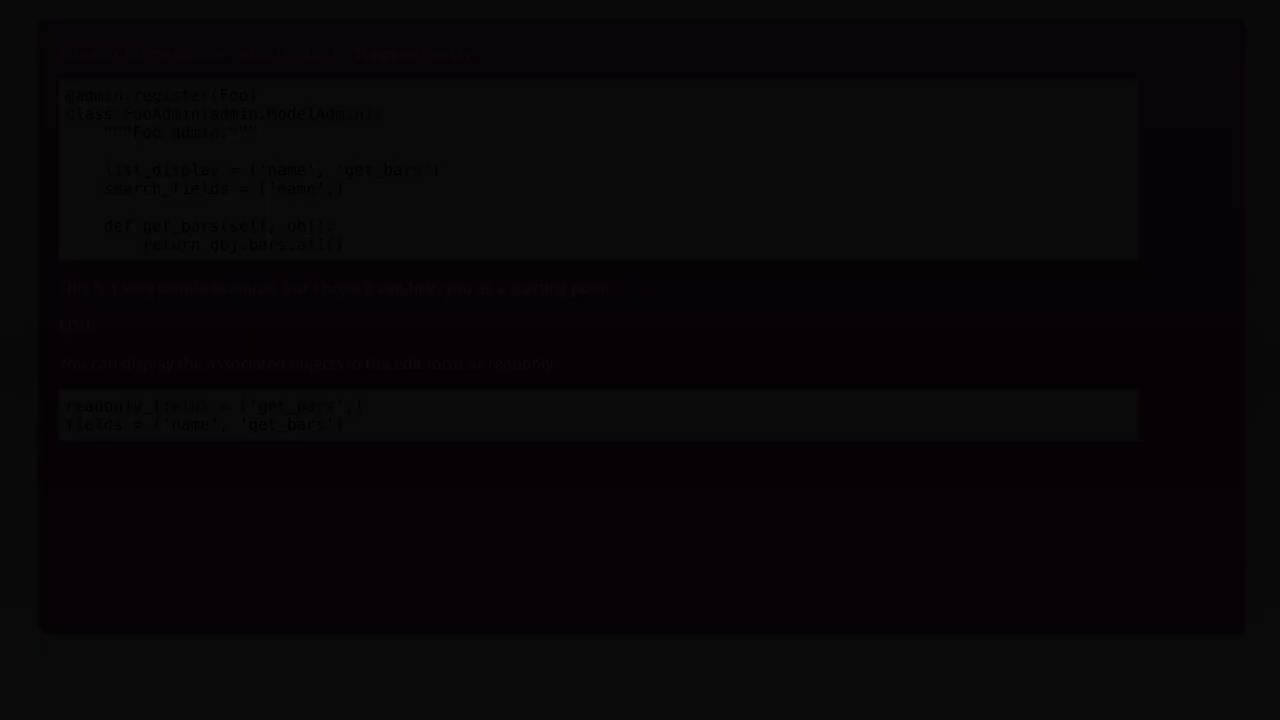 @admin.register(Foo)
class FooAdmin(admin.ModelAdmin):
    """Foo admin."""
    list_display = ('name', 'get_bars')
    search_fields = ['name',]
    def get_bars(self, obj):
        return obj.bars.all()
This is a very simple example, but I hope it can help you as a starting point.
EDIT:
You can display the associated objects in the edit form as readonly:
readonly_fields = ['get_bars',]
fields = ('name', 'get_bars')